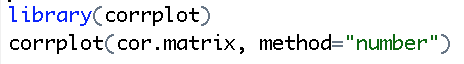 library(corrplot)
corrplot(cor.matrix, method="number")